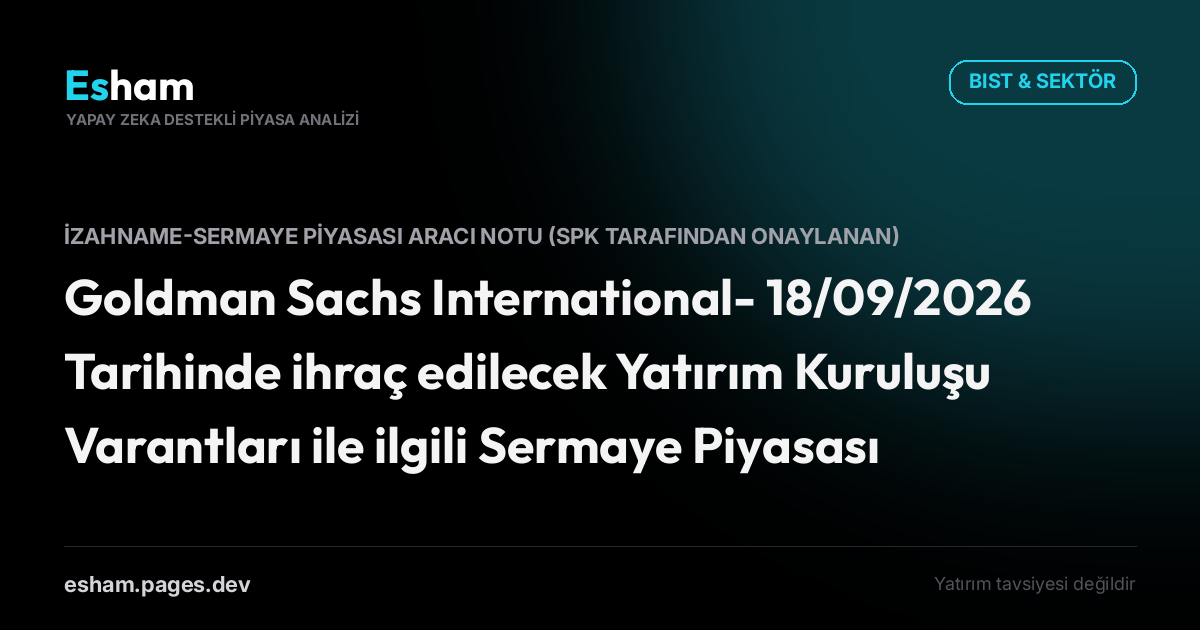 Esham
YAPAY ZEKA DESTEKLİ PİYASA ANALİZİ
BIST & SEKTÖR
İZAHNAME-SERMAYE PİYASASI ARACI NOTU (SPK TARAFINDAN ONAYLANAN)
Goldman Sachs International- 18/09/2026
Tarihinde ihraç edilecek Yatırım Kuruluşu
Varantları ile ilgili Sermaye Piyasası
esham.pages.dev
Yatırım tavsiyesi değildir